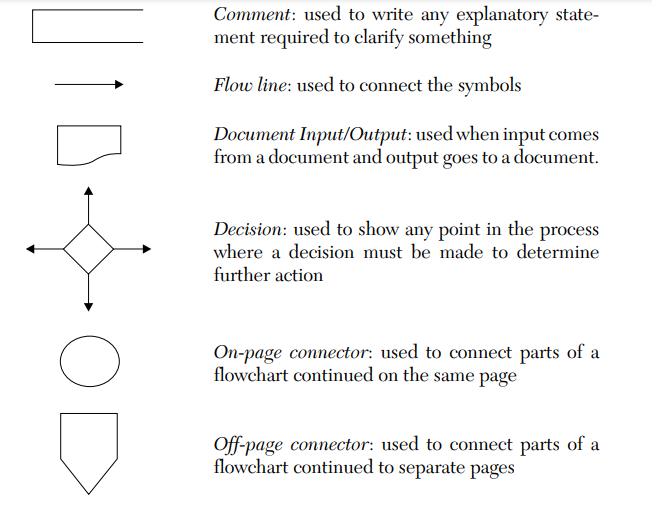 Comment: used to write any explanatory state-
ment required to clarify something
Flow line: used to connect the symbols
Document Input/Output: used when input comes
from a document and output goes to a document.
Decision: used to show any point in the process
where a decision must be made to determine
further action
On-page connector: used to connect parts of a
flowchart continued on the same page
Off-page connector: used to connect parts of a
flowchart continued to separate pages